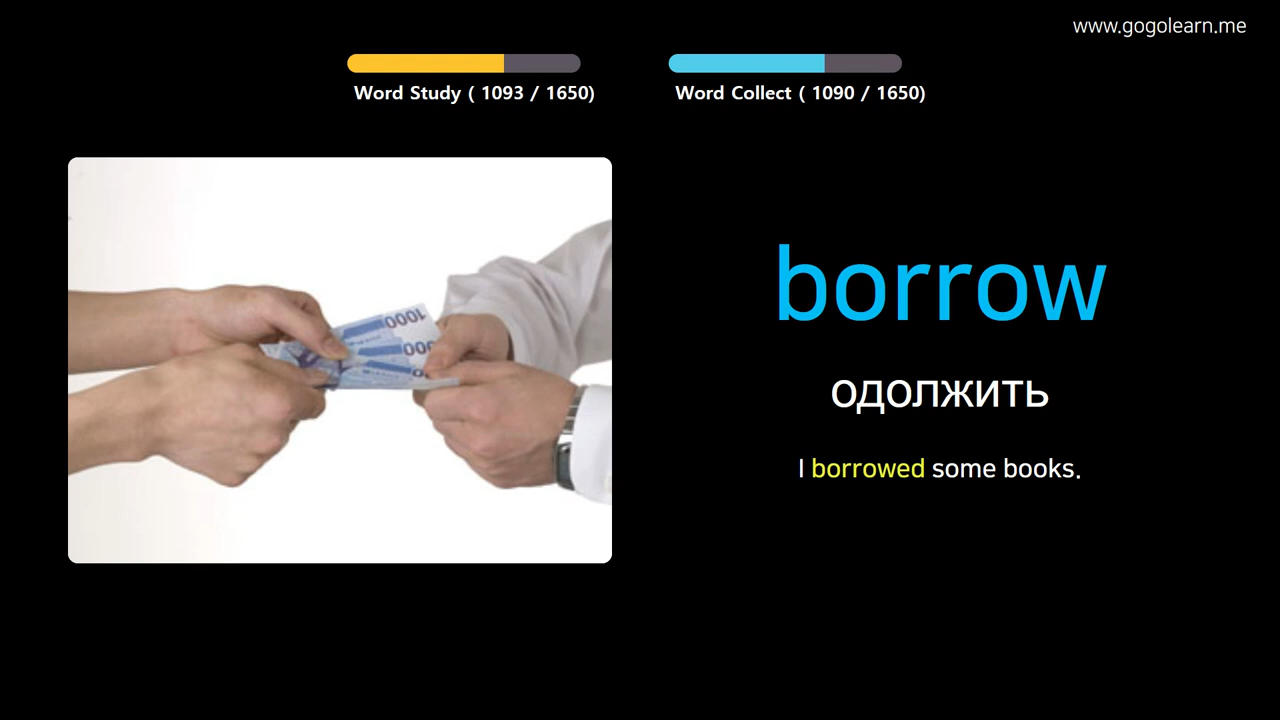 www.gogolearn.me
Word Study ( 1093 / 1650)
Word Collect ( 1090 / 1650)
1000
borrow
одолжить
I borrowed some books.